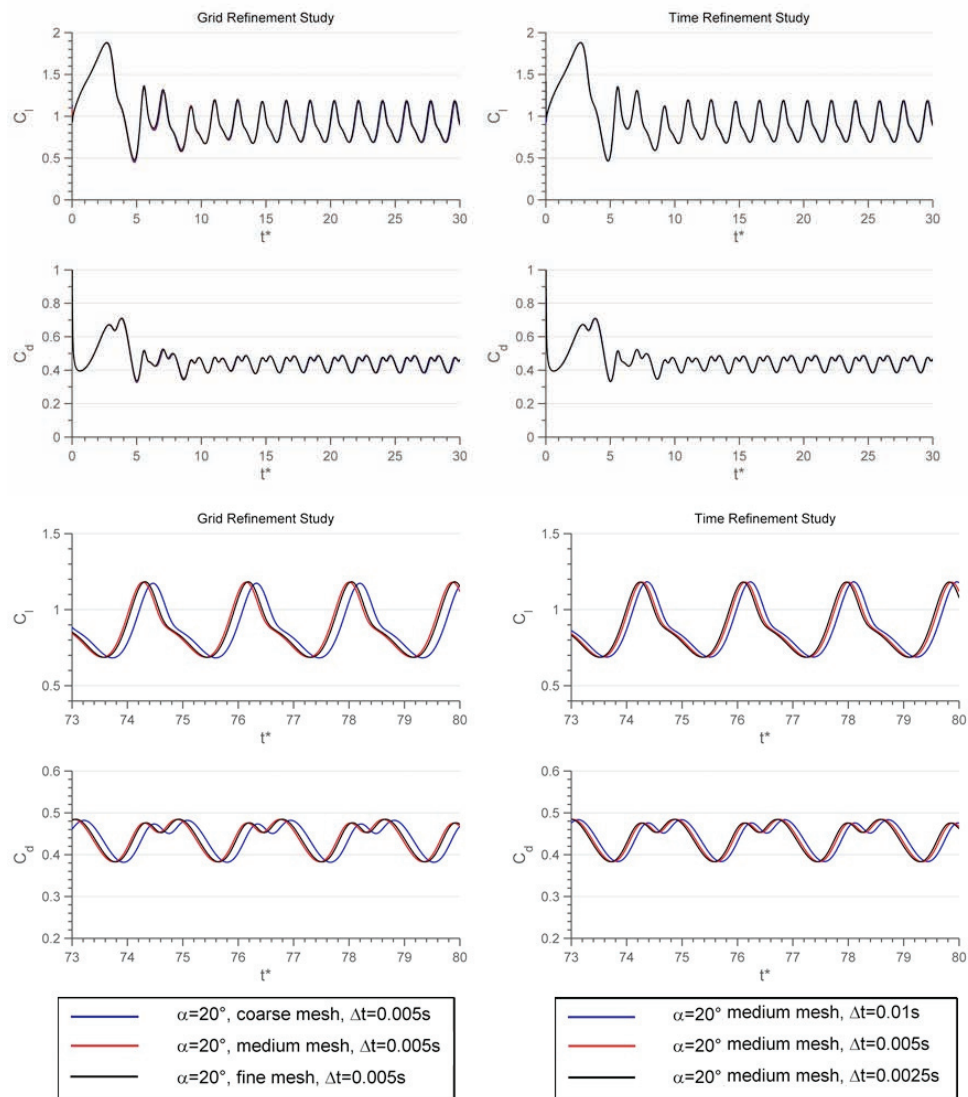 Grid Refinement Study
2
1.5
1
0.5
0
C_l
0 5 10 15 20 25 30
t*
Time Refinement Study
2
1.5
1
0.5
0
C_l
0 5 10 15 20 25 30
t*
1
0.8
0.6
0.4
0.2
0
C_d
0 5 10 15 20 25 30
t*
1
0.8
0.6
0.4
0.2
0
C_d
0 5 10 15 20 25 30
t*
Grid Refinement Study
1.5
1
0.5
C_l
73 74 75 76 77 78 79 80
t*
Time Refinement Study
1.5
1
0.5
C_l
73 74 75 76 77 78 79 80
t*
0.6
0.5
0.4
0.3
0.2
C_d
73 74 75 76 77 78 79 80
t*
0.6
0.5
0.4
0.3
0.2
C_d
73 74 75 76 77 78 79 80
t*
α=20°, coarse mesh, Δt=0.005s
α=20°, medium mesh, Δt=0.005s
α=20°, fine mesh, Δt=0.005s
α=20° medium mesh, Δt=0.01s
α=20° medium mesh, Δt=0.005s
α=20° medium mesh, Δt=0.0025s